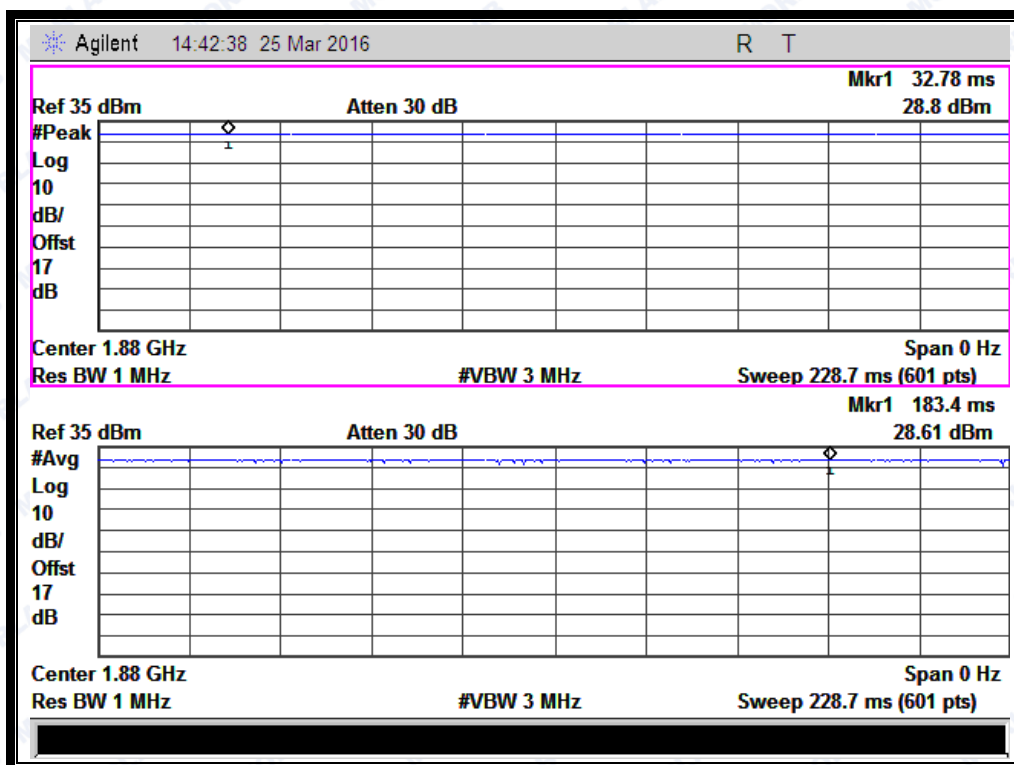 Agilent 14:42:38 25 Mar 2016 R T
Mkr1 32.78 ms
Ref 35 dBm Atten 30 dB 28.8 dBm
#Peak
1
Log
10
dB/
Offst
17
dB
Center 1.88 GHz Span 0 Hz
Res BW 1 MHz #VBW 3 MHz Sweep 228.7 ms (601 pts)
Mkr1 183.4 ms
Ref 35 dBm Atten 30 dB 28.61 dBm
#Avg
1
Log
10
dB/
Offst
17
dB
Center 1.88 GHz Span 0 Hz
Res BW 1 MHz #VBW 3 MHz Sweep 228.7 ms (601 pts)